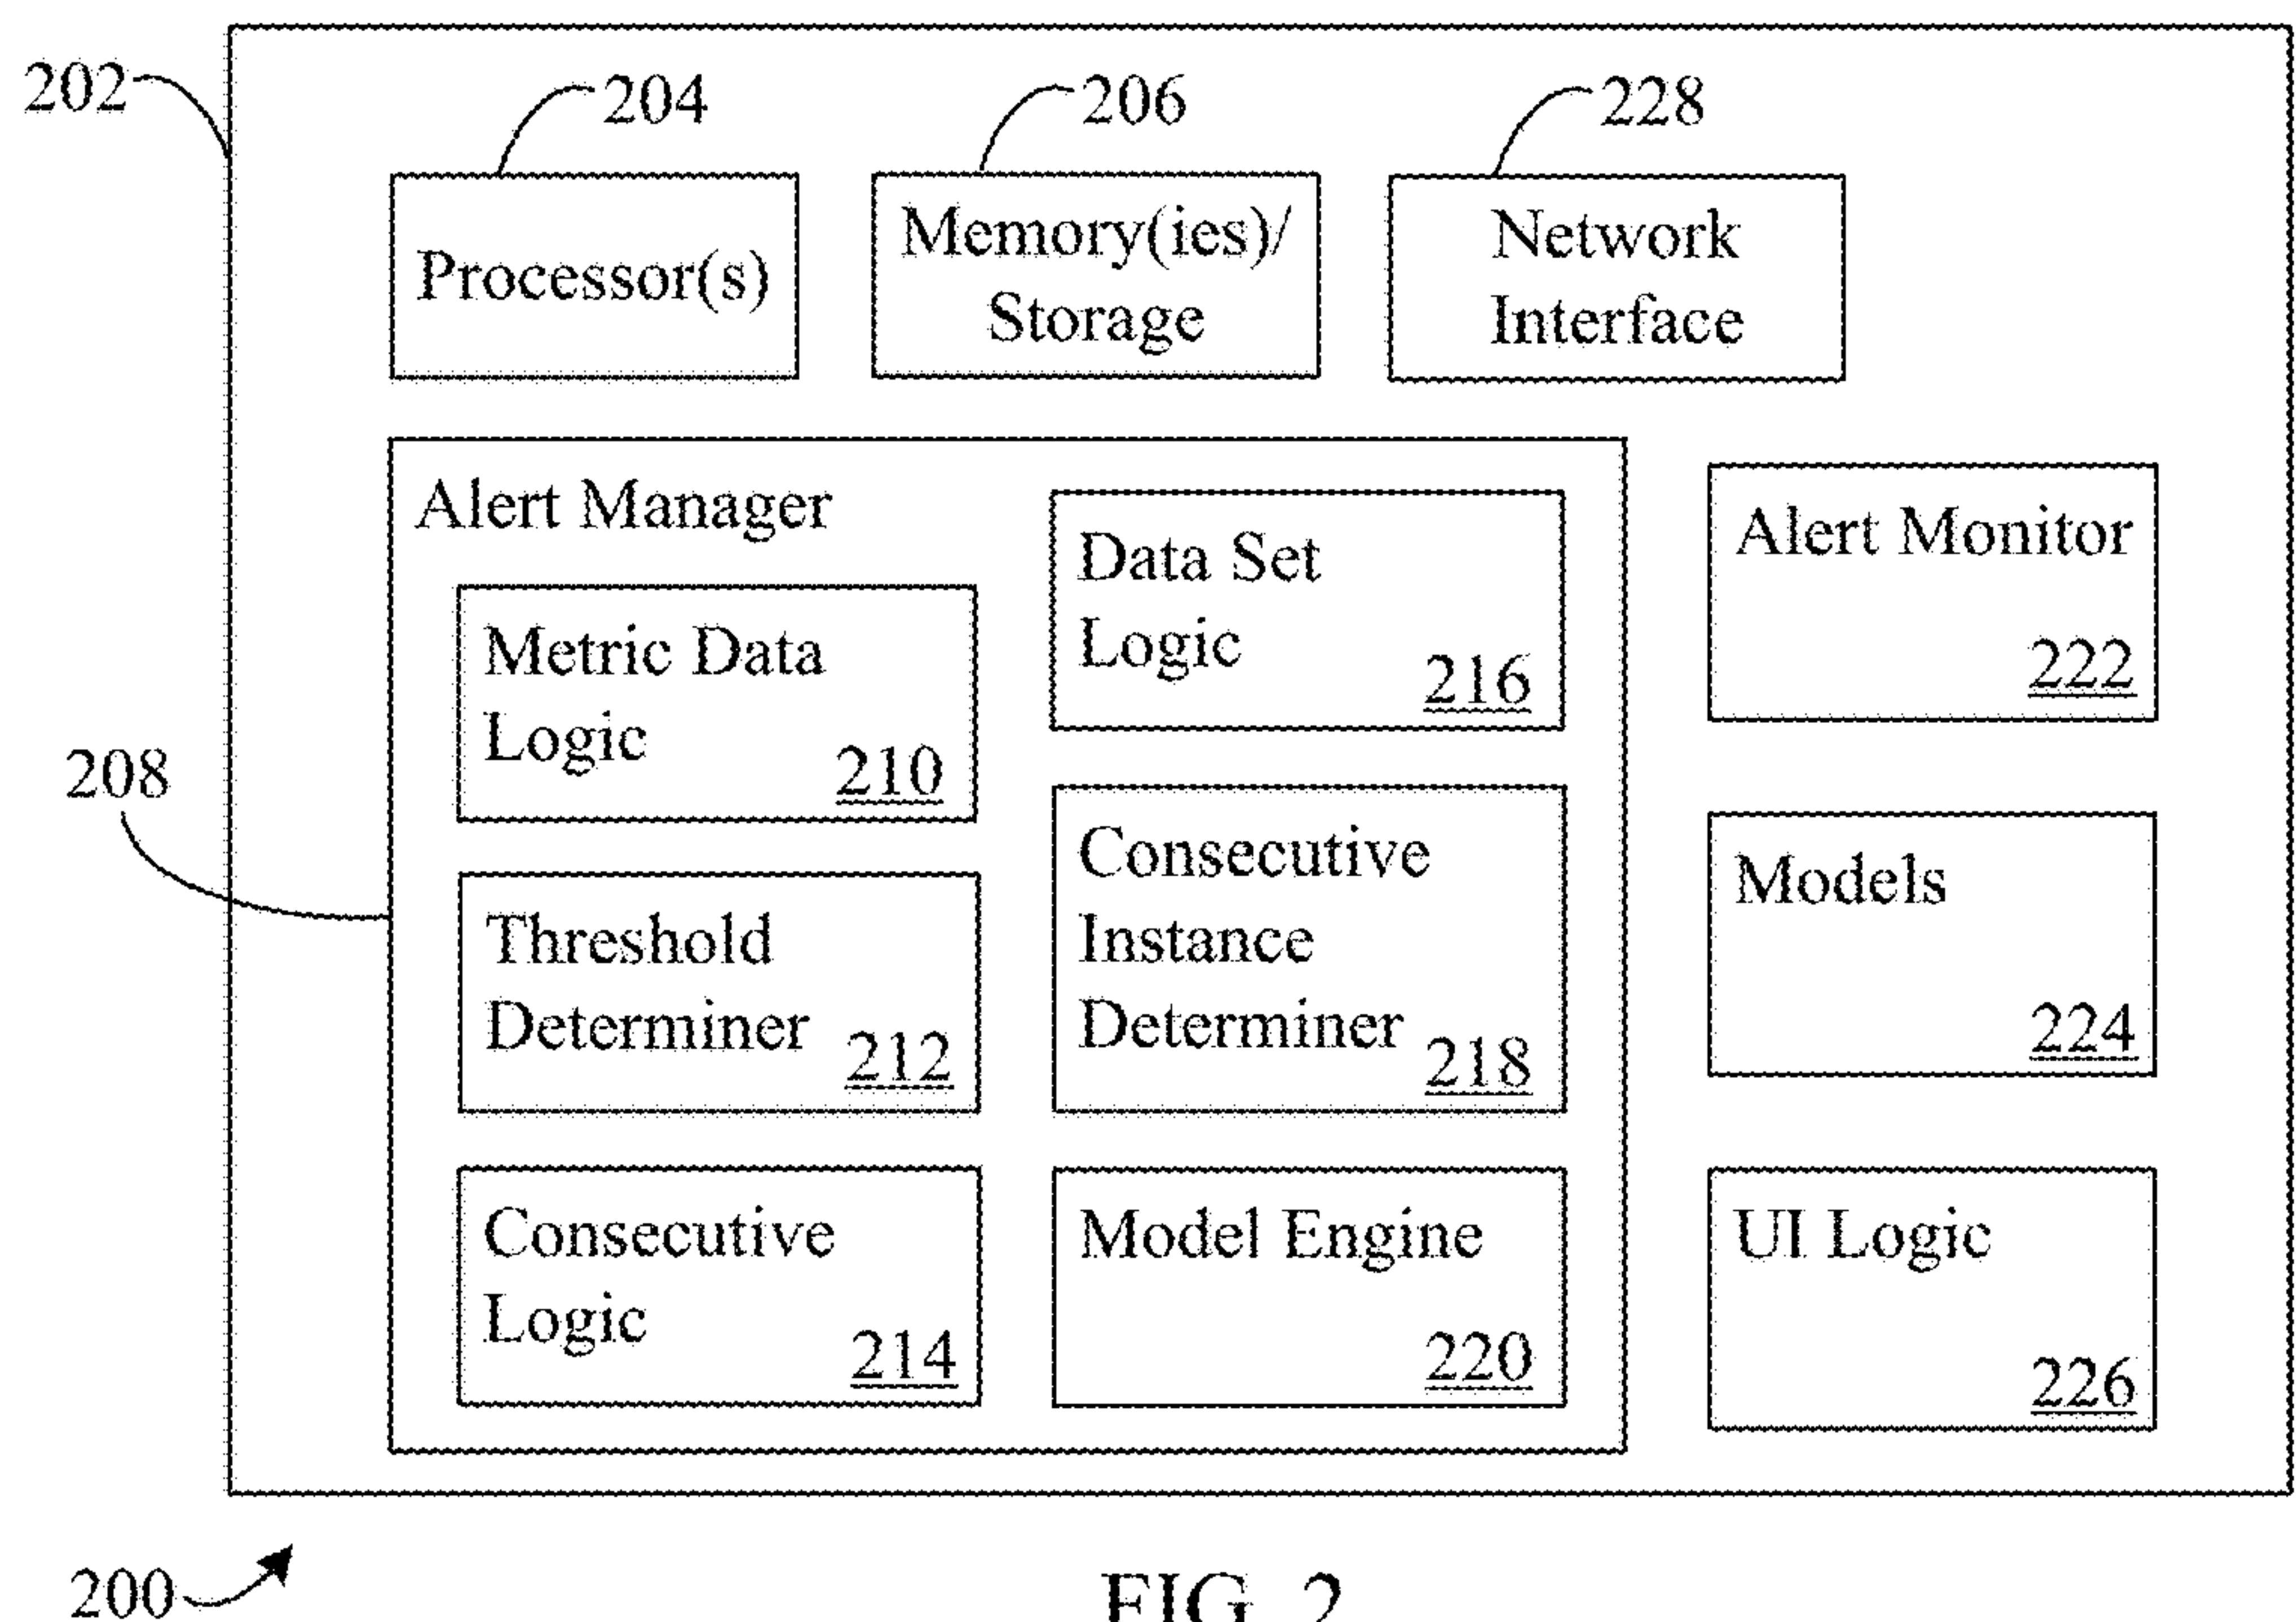 202
204
206
228
Processor(s)
Memory(ies)/
Storage
Network
Interface
Alert Manager
Metric Data
Logic
210
Threshold
Determiner
212
Consecutive
Logic
214
Data Set
Logic
216
Consecutive
Instance
Determiner
218
Model Engine
220
Alert Monitor
222
Models
224
UI Logic
226
208
200
FIG. 2